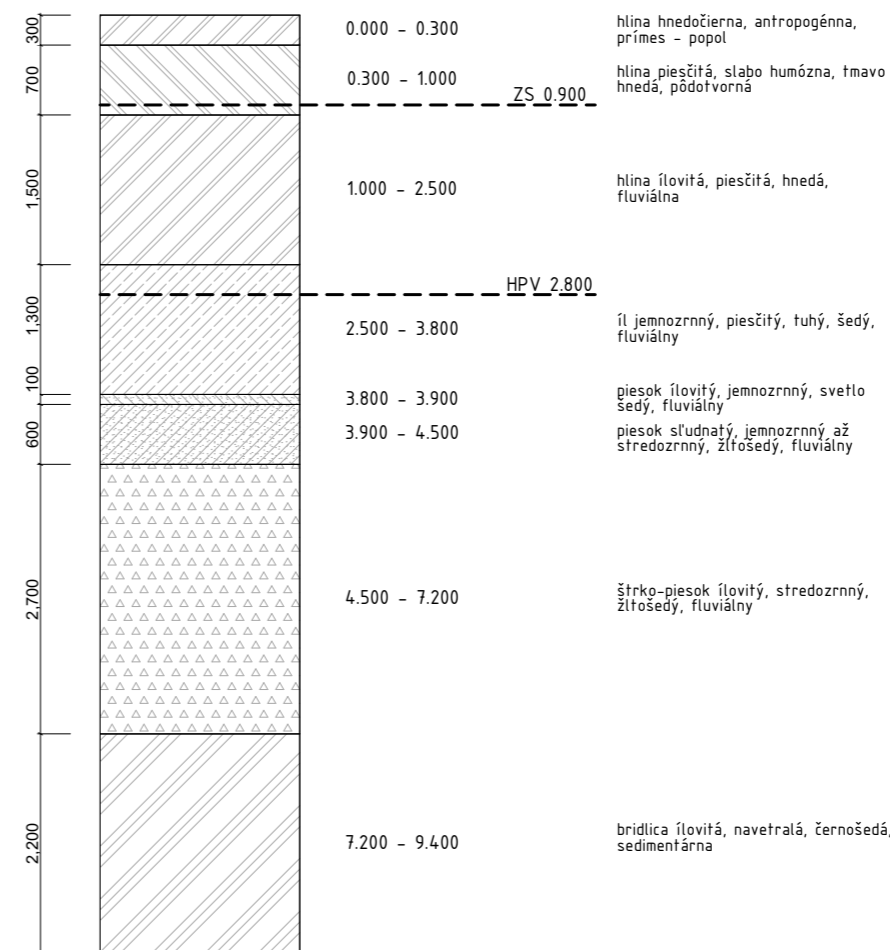 300
0.000 - 0.300
hlina hnedočierna, antropogénna,
prímes - popol
700
0.300 - 1.000
hlina piesčitá, slabo humózna, tmavo
hnedá, pôdotvorná
ZS 0.900
1,500
1.000 - 2.500
hlina ílovitá, piesčitá, hnedá,
fluviálna
HPV 2.800
1,300
2.500 - 3.800
íl jemnozrnný, piesčitý, tuhý, šedý,
fluviálny
100
3.800 - 3.900
piesok ílovitý, jemnozrnný, svetlo
šedý, fluviálny
600
3.900 - 4.500
piesok sľudnatý, jemnozrnný až
stredozrnný, žltošedý, fluviálny
2,700
4.500 - 7.200
štrko-piesok ílovitý, stredozrnný,
žltošedý, fluviálny
2,200
7.200 - 9.400
bridlica ílovitá, navetralá, černošedá,
sedimentárna